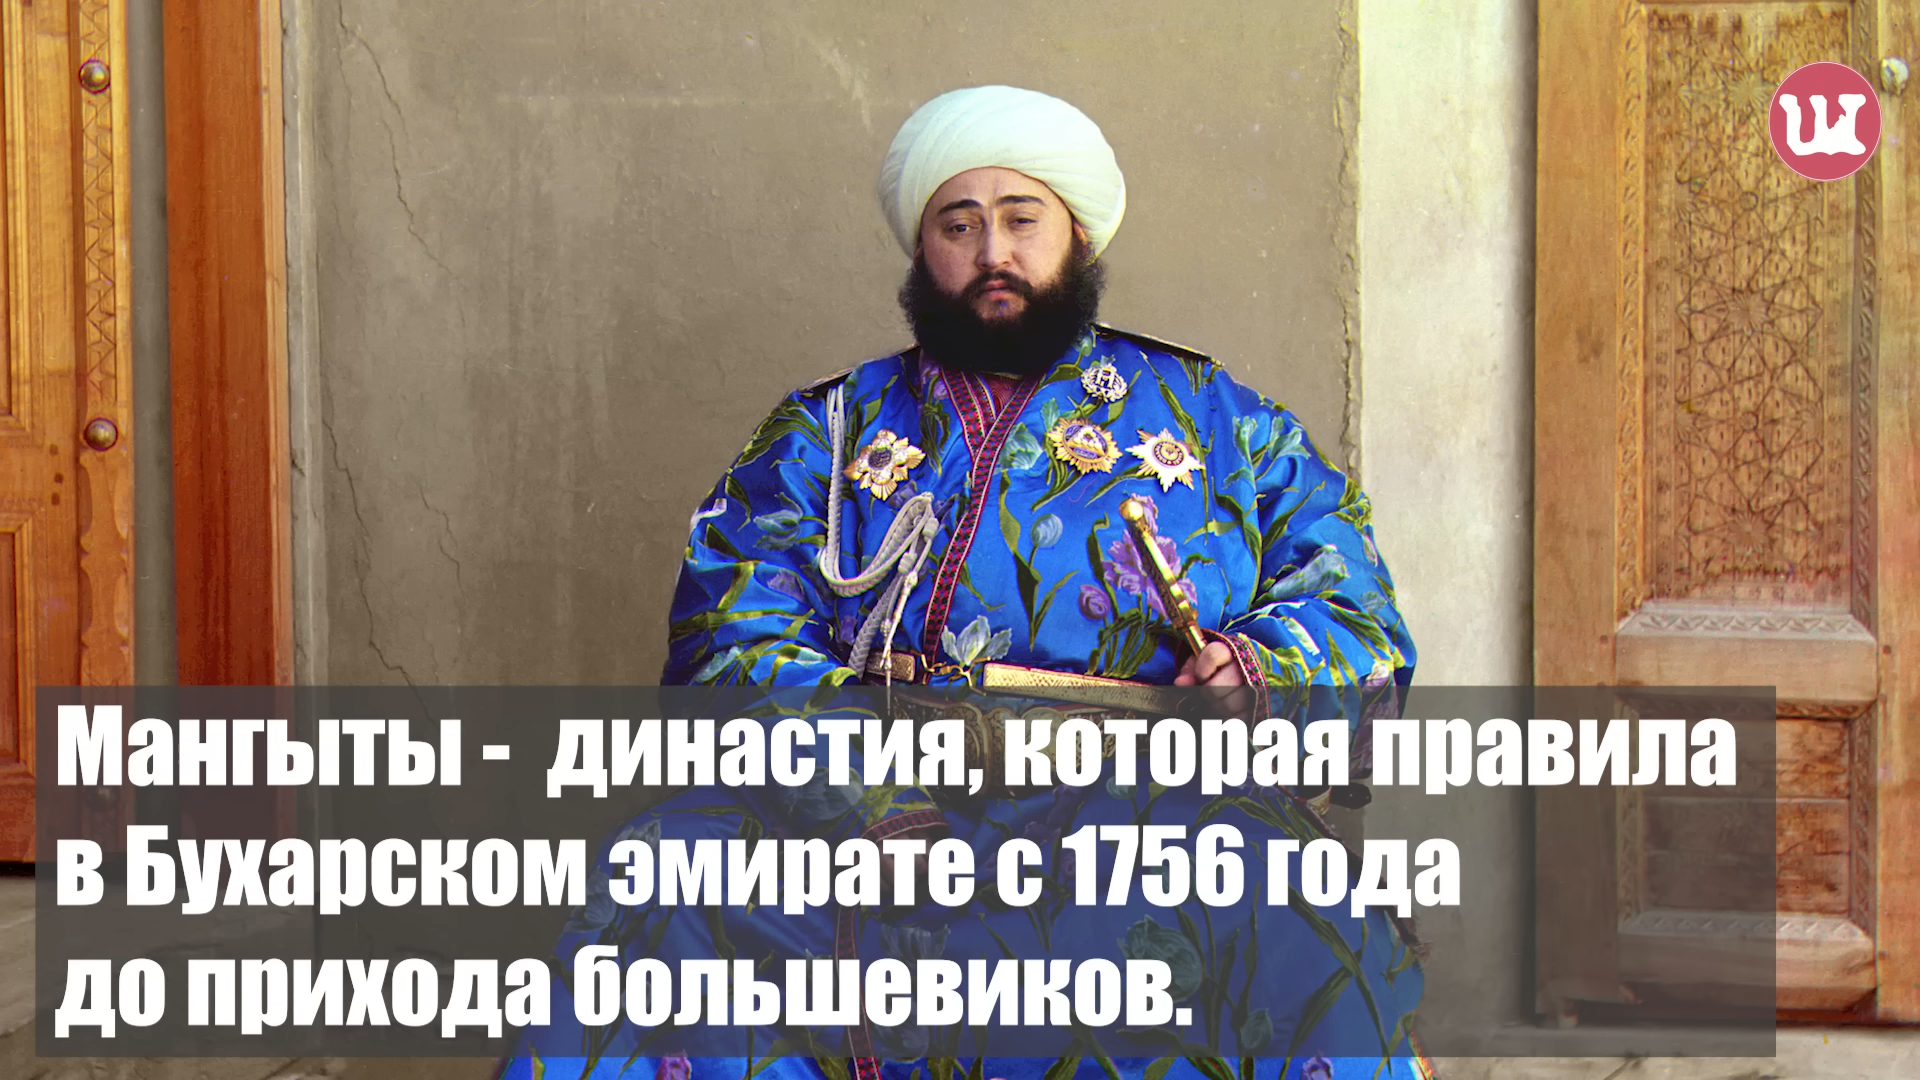 Ш
Мангыты -  династия, которая правила
в Бухарском эмирате с 1756 года
до прихода большевиков.